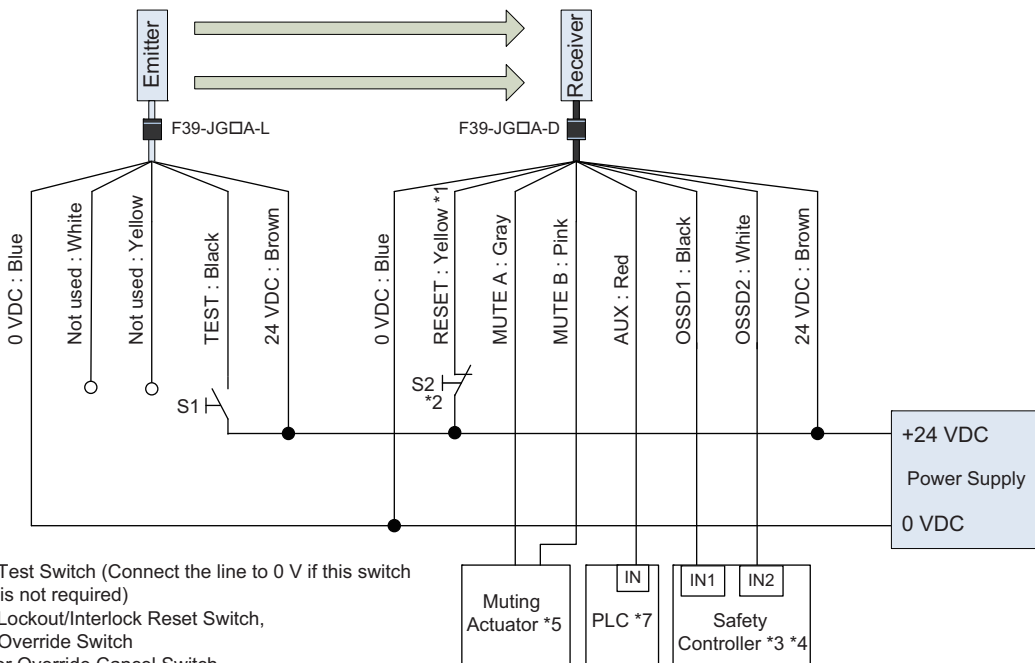 Emitter
Receiver
F39-JG□A-L
F39-JG□A-D
0 VDC : Blue
Not used : White
Not used : Yellow
TEST : Black
24 VDC : Brown
0 VDC : Blue
RESET : Yellow *1
MUTE A : Gray
MUTE B : Pink
AUX : Red
OSSD1 : Black
OSSD2 : White
24 VDC : Brown
S1
S2
*2
+24 VDC
Power Supply
0 VDC
Test Switch (Connect the line to 0 V if this switch
is not required)
Lockout/Interlock Reset Switch,
Override Switch
or Override Cancel Switch
Muting
Actuator *5
IN
PLC *7
IN1
IN2
Safety
Controller *3 *4